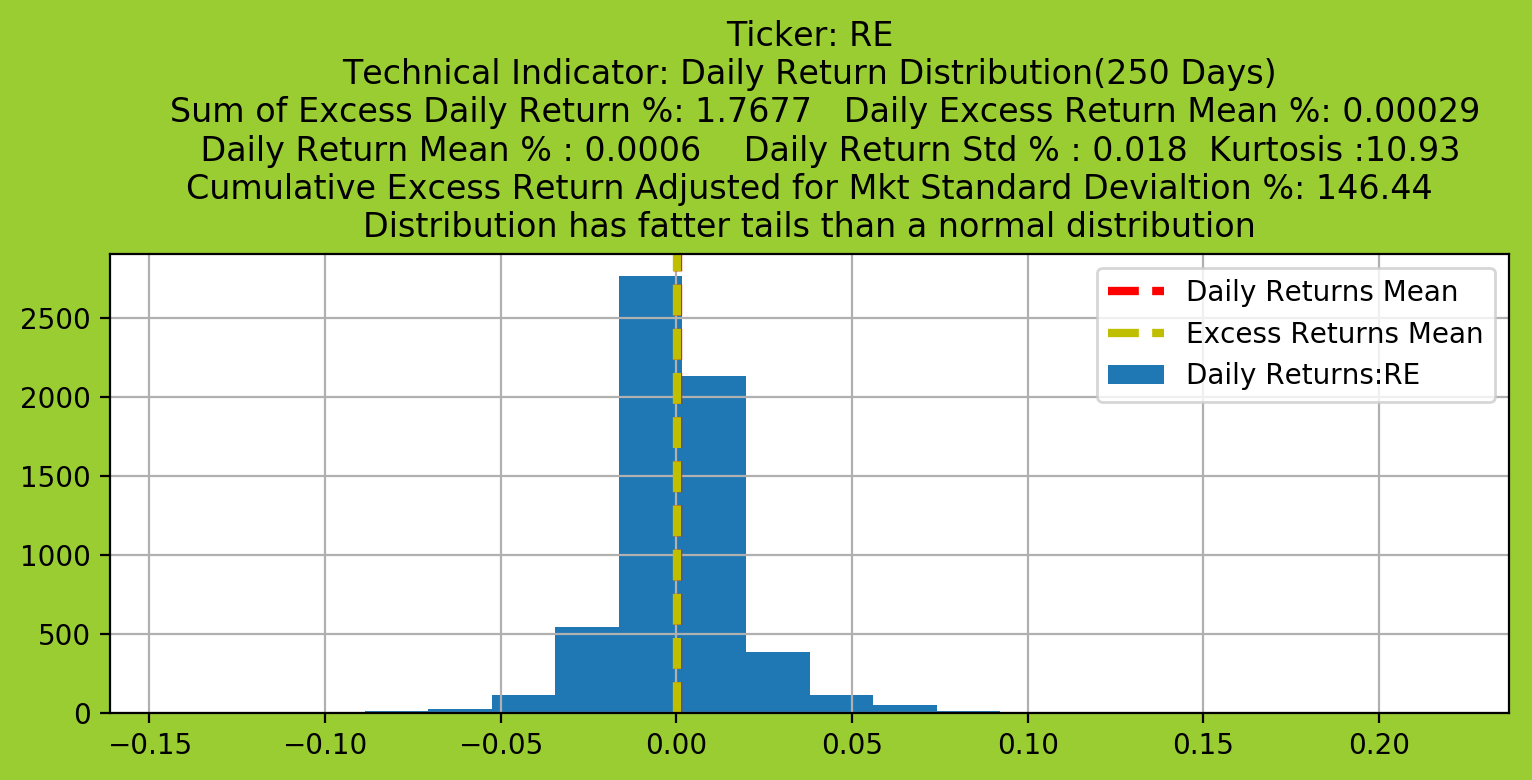 Ticker: RE
Technical Indicator: Daily Return Distribution(250 Days)
Sum of Excess Daily Return %: 1.7677   Daily Excess Return Mean %: 0.00029
Daily Return Mean % : 0.0006    Daily Return Std % : 0.018  Kurtosis :10.93
Cumulative Excess Return Adjusted for Mkt Standard Devialtion %: 146.44
Distribution has fatter tails than a normal distribution
Daily Returns Mean
Excess Returns Mean
Daily Returns:RE
2500
2000
1500
1000
500
0
−0.15 −0.10 −0.05 0.00 0.05 0.10 0.15 0.20